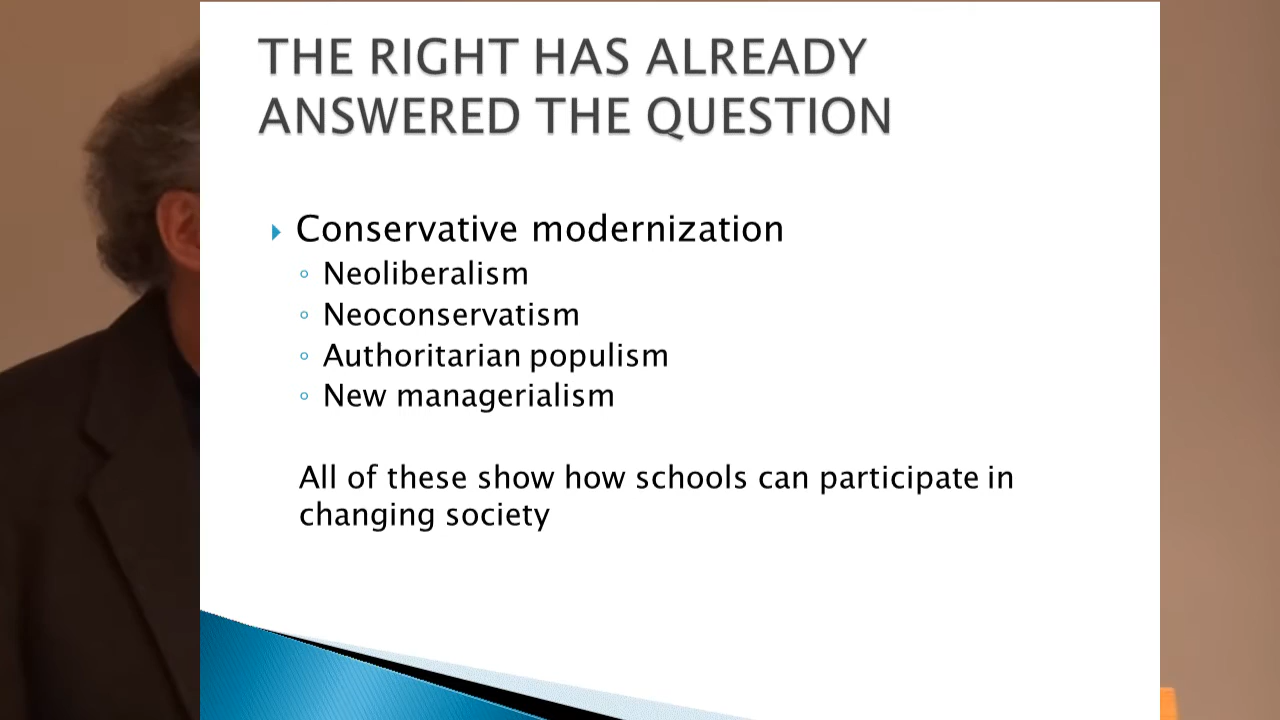 THE RIGHT HAS ALREADY
ANSWERED THE QUESTION
Conservative modernization
Neoliberalism
Neoconservatism
Authoritarian populism
New managerialism
All of these show how schools can participate in
changing society